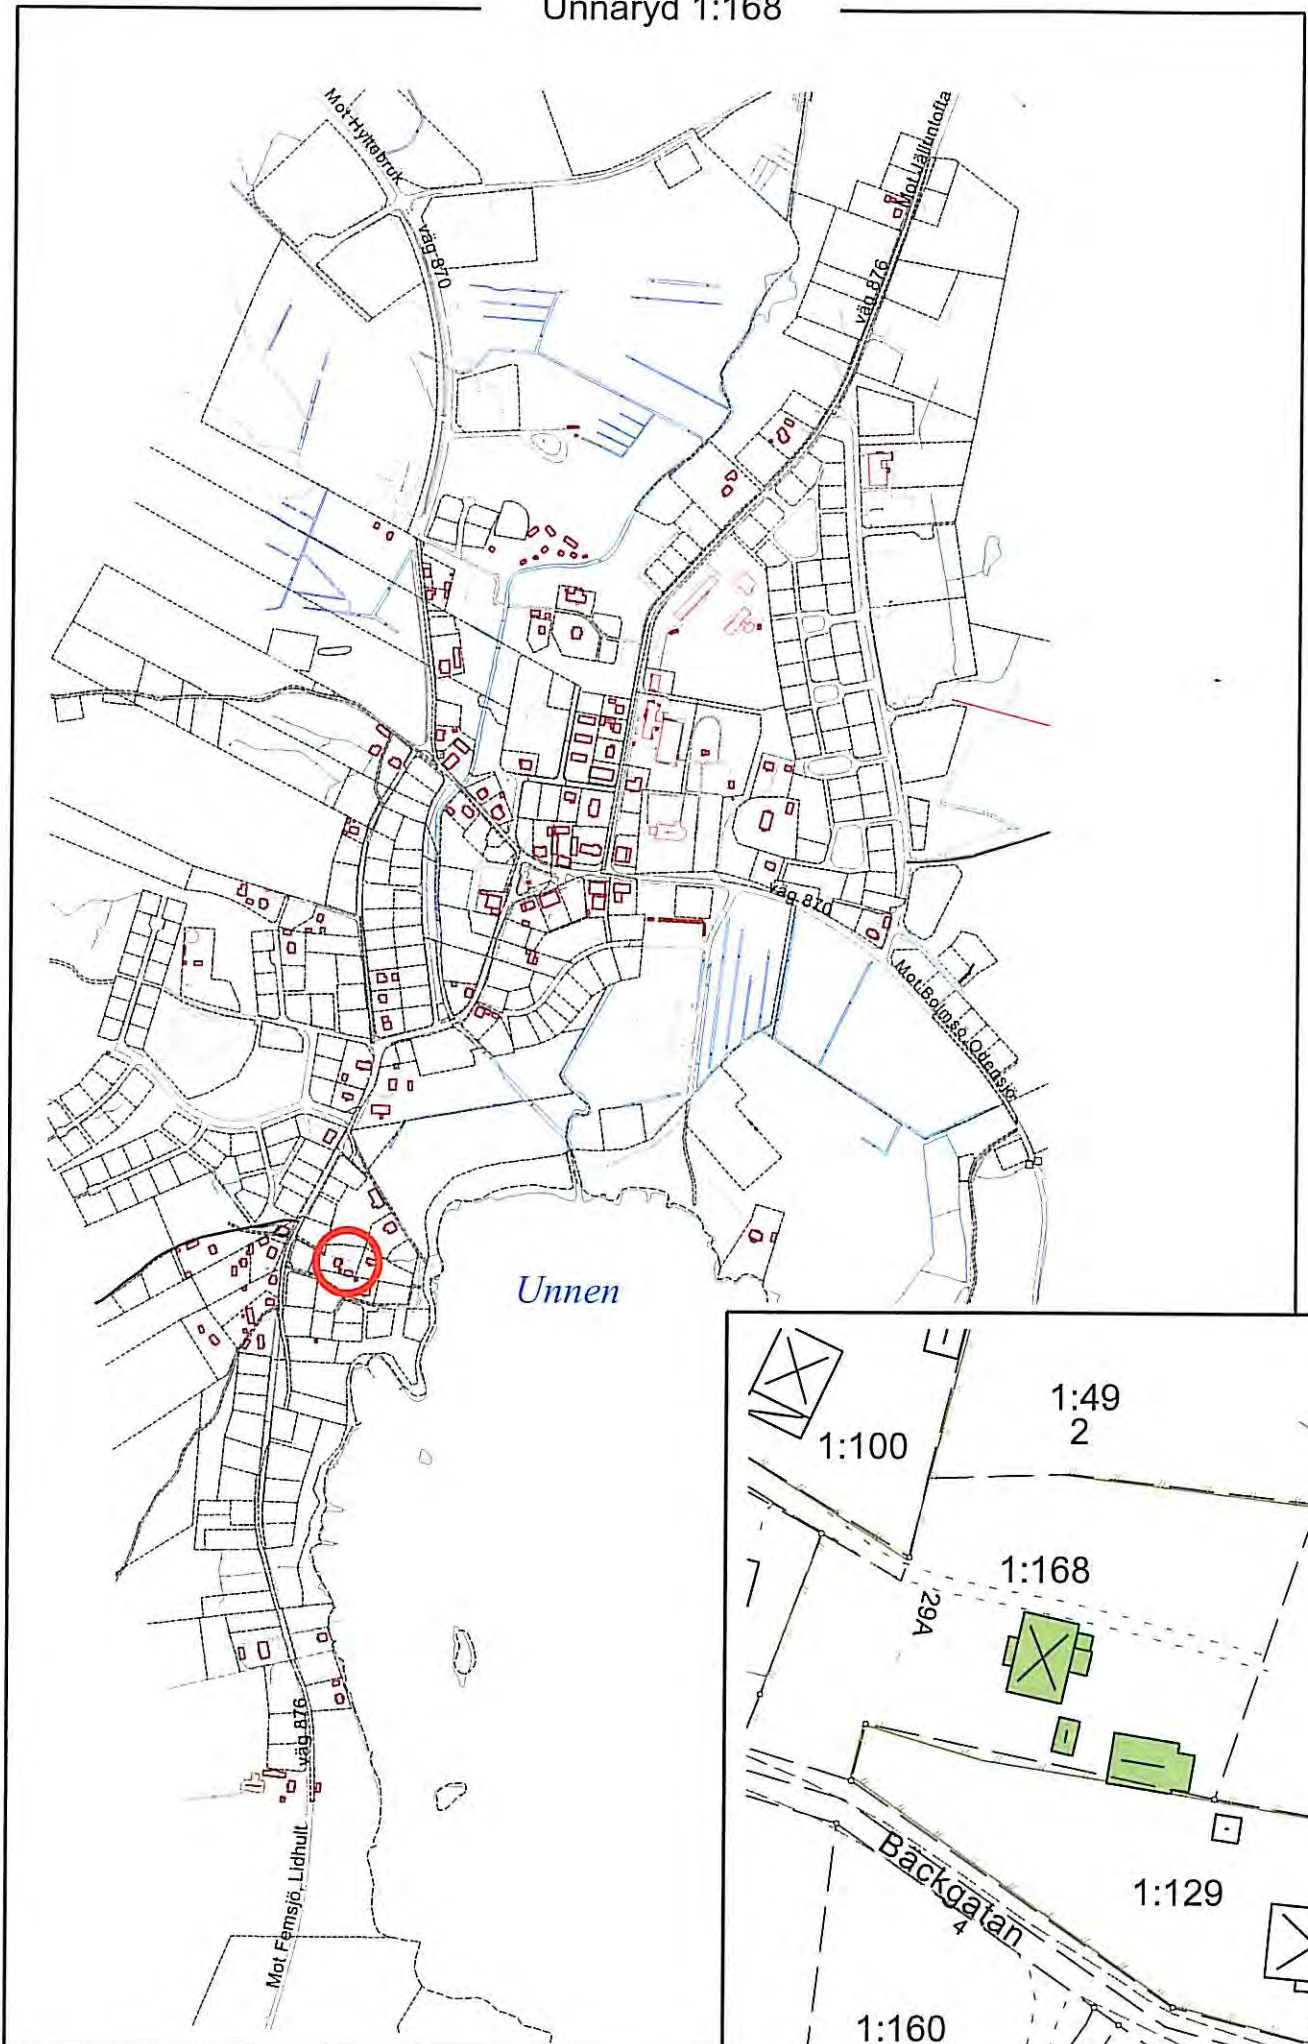 Unnaryd 1:168
Mot Hyltebruk
Mot Jälluntofta
väg 870
väg 876
väg 870
Mot Bolmsö, Odensjö
Unnen
väg 876
Mot Femsjö, Lidhult
1:49
2
1:100
1:168
29A
Backgatan
4
1:129
1:160